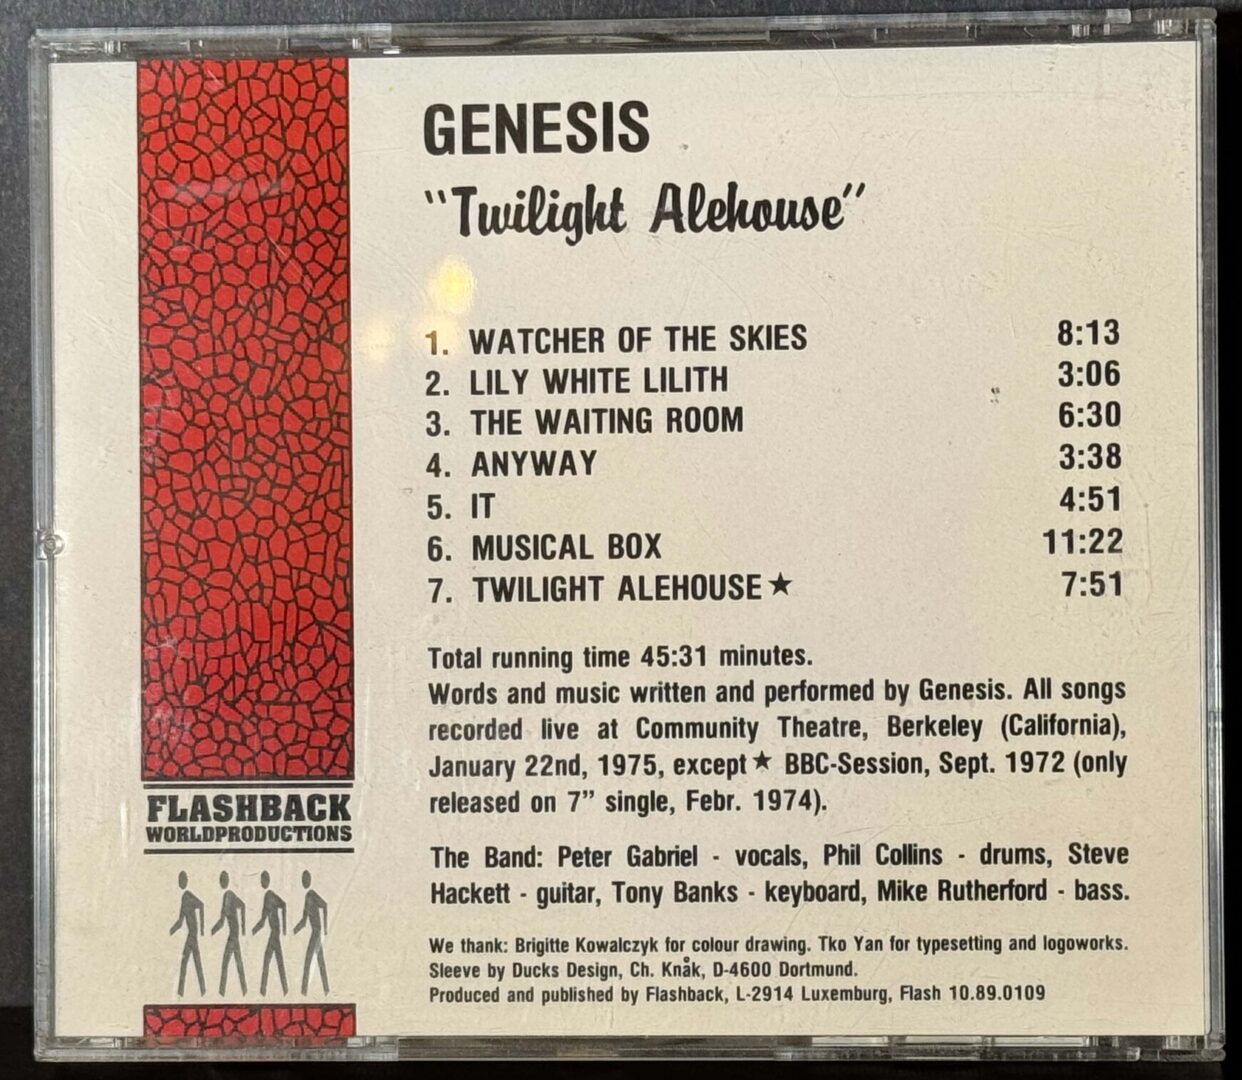 GENESIS
"Twilight Alehouse"
1. WATCHER OF THE SKIES 8:13
2. LILY WHITE LILITH 3:06
3. THE WAITING ROOM 6:30
4. ANYWAY 3:38
5. IT 4:51
6. MUSICAL BOX 11:22
7. TWILIGHT ALEHOUSE★ 7:51
Total running time 45:31 minutes.
Words and music written and performed by Genesis. All songs
recorded live at Community Theatre, Berkeley (California),
January 22nd, 1975, except★ BBC-Session, Sept. 1972 (only
released on 7" single, Febr. 1974).
The Band: Peter Gabriel - vocals, Phil Collins - drums, Steve
Hackett - guitar, Tony Banks - keyboard, Mike Rutherford - bass.
We thank: Brigitte Kowalczyk for colour drawing. Tko Yan for typesetting and logoworks.
Sleeve by Ducks Design, Ch. Knåk, D-4600 Dortmund.
Produced and published by Flashback, L-2914 Luxemburg, Flash 10.89.0109
FLASHBACK
WORLDPRODUCTIONS